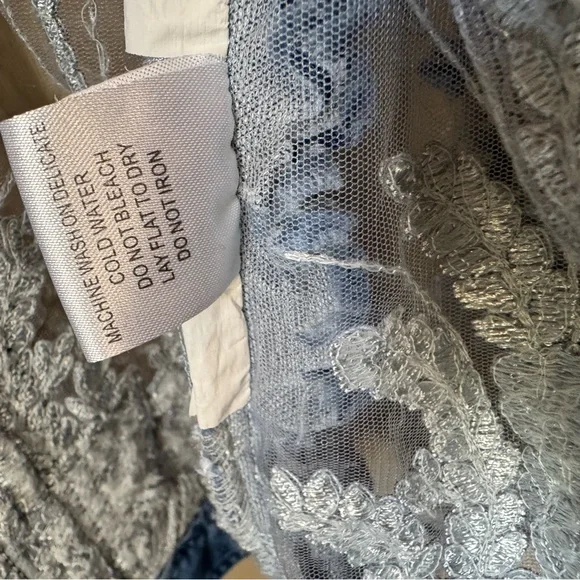 MACHINE WASH ON DELICATE
COLD WATER
DO NOT BLEACH
LAY FLAT TO DRY
DO NOT IRON